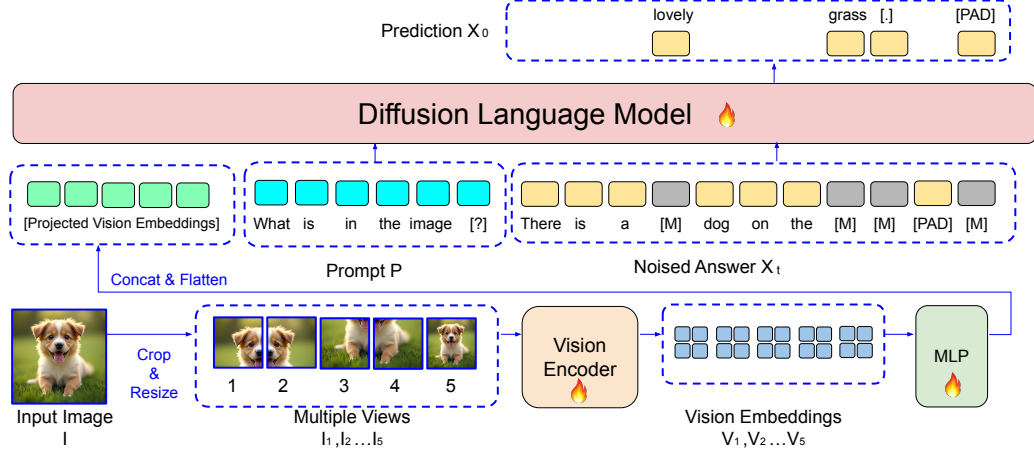 lovely grass [.] [PAD]
Prediction X₀
Diffusion Language Model
[Projected Vision Embeddings]
What is in the image [?]
There is a [M] dog on the [M] [M] [PAD] [M]
Prompt P
Noised Answer X t
Concat & Flatten
Crop
&
Resize
1 2 3 4 5
Vision
Encoder
MLP
Input Image
I
Multiple Views
I₁,I₂...I₅
Vision Embeddings
V₁,V₂...V₅